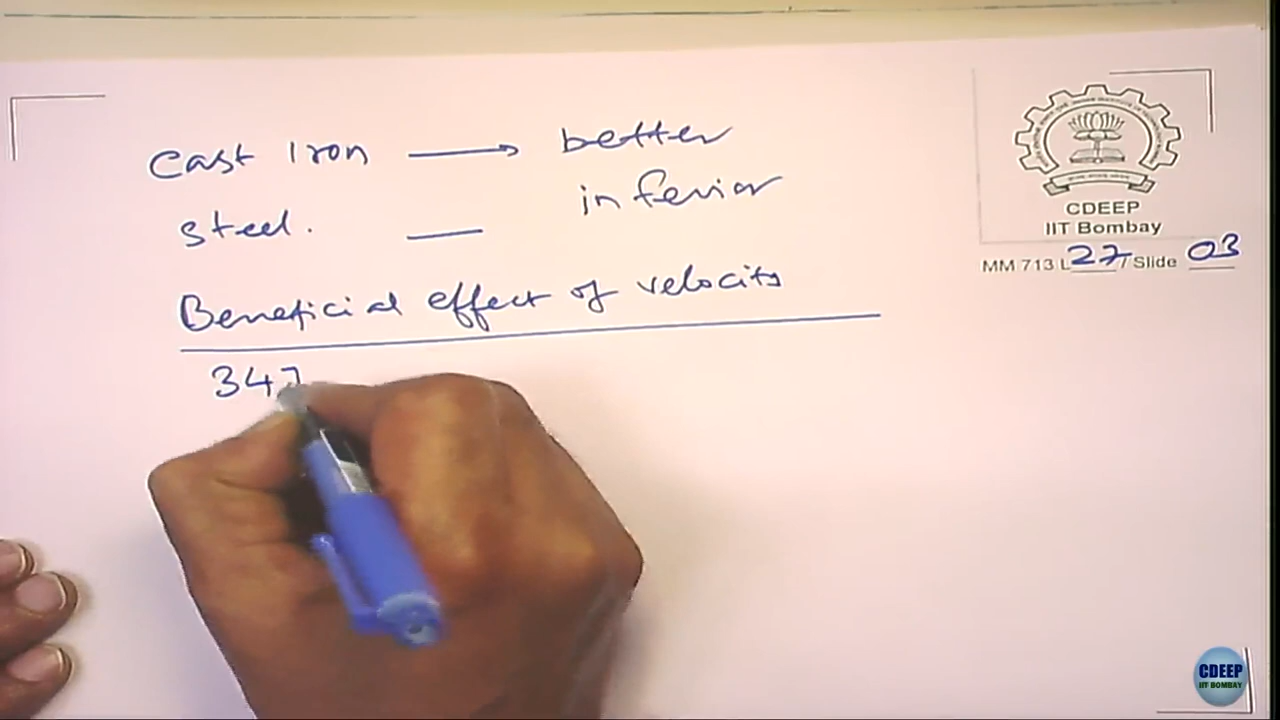 Cast Iron → better
Steel. — inferior
Beneficial effect of velocity
347
CDEEP
IIT Bombay
MM 713 L 27 / Slide 03
CDEEP
IIT BOMBAY